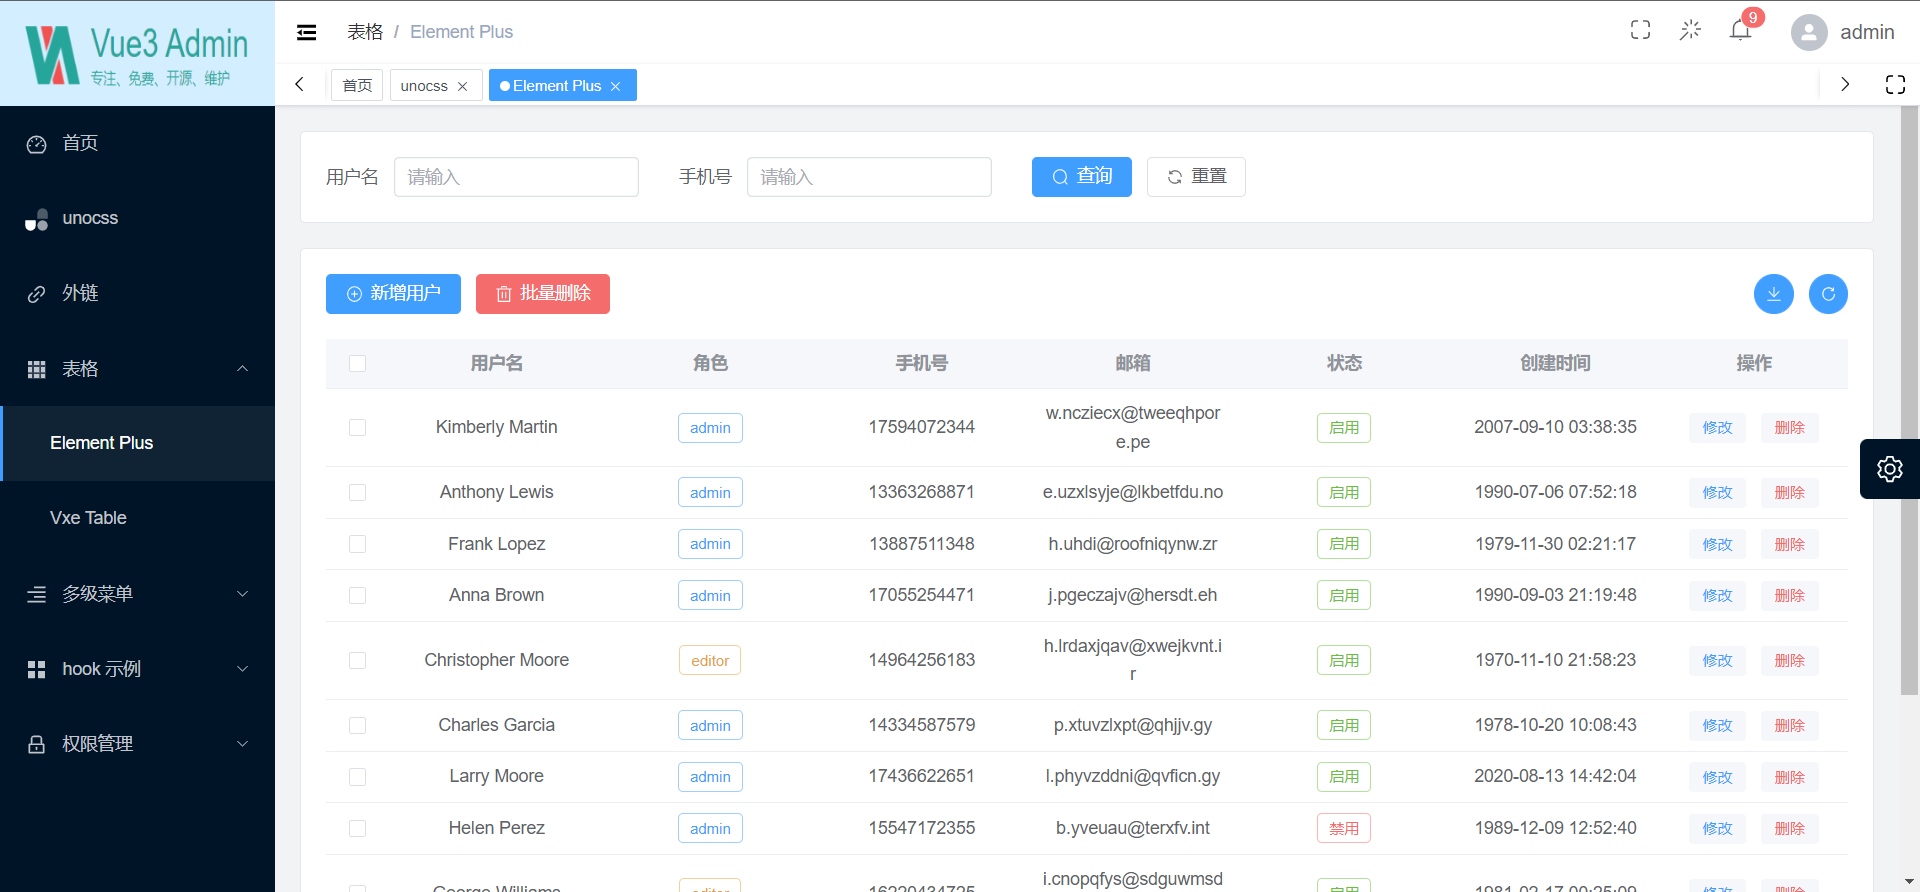 Vue3 Admin
专注、免费、开源、维护
首页
unocss
外链
表格
Element Plus
Vxe Table
多级菜单
hook 示例
权限管理
表格 / Element Plus
9
admin
首页 unocss Element Plus
用户名 请输入 手机号 请输入 查询 重置
新增用户 批量删除
用户名 角色 手机号 邮箱 状态 创建时间 操作
Kimberly Martin admin 17594072344 w.ncziecx@tweeqhpor
e.pe 启用 2007-09-10 03:38:35 修改 删除
Anthony Lewis admin 13363268871 e.uzxlsyje@lkbetfdu.no 启用 1990-07-06 07:52:18 修改 删除
Frank Lopez admin 13887511348 h.uhdi@roofniqynw.zr 启用 1979-11-30 02:21:17 修改 删除
Anna Brown admin 17055254471 j.pgeczajv@hersdt.eh 启用 1990-09-03 21:19:48 修改 删除
Christopher Moore editor 14964256183 h.lrdaxjqav@xwejkvnt.i
r 启用 1970-11-10 21:58:23 修改 删除
Charles Garcia admin 14334587579 p.xtuvzlxpt@qhjjv.gy 启用 1978-10-20 10:08:43 修改 删除
Larry Moore admin 17436622651 l.phyvzddni@qvficn.gy 启用 2020-08-13 14:42:04 修改 删除
Helen Perez admin 15547172355 b.yveuau@terxfv.int 禁用 1989-12-09 12:52:40 修改 删除
George Williams editor i.cnopqfys@sdguwmsd 启用 修改 删除